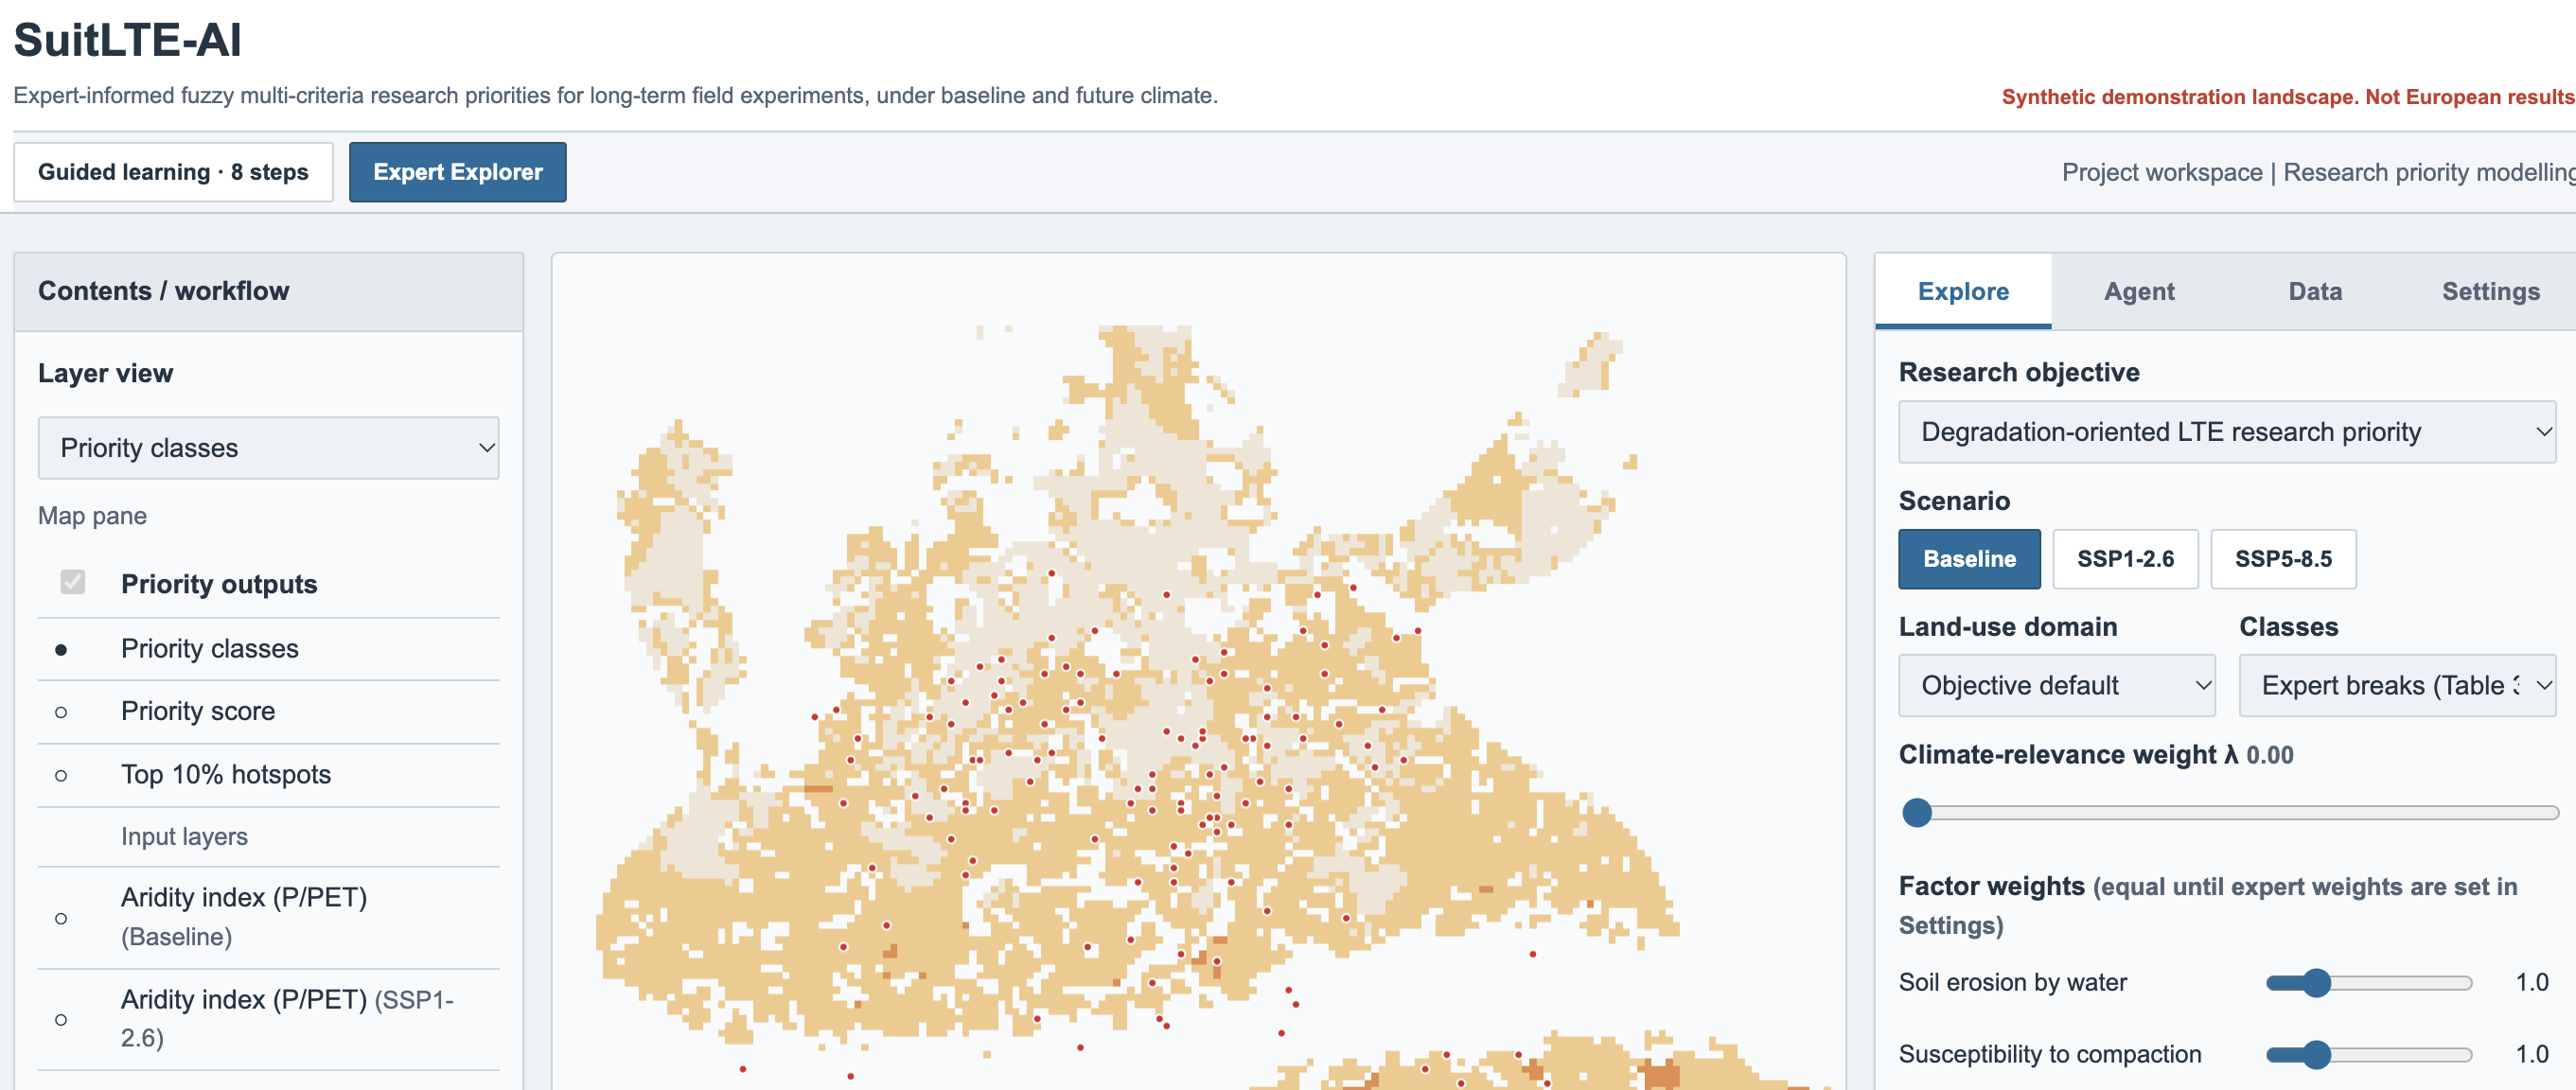 SuitLTE-AI
Expert-informed fuzzy multi-criteria research priorities for long-term field experiments, under baseline and future climate.
Synthetic demonstration landscape. Not European results
Guided learning · 8 steps
Expert Explorer
Project workspace | Research priority modelling
Contents / workflow
Layer view
Priority classes
Map pane
Priority outputs
Priority classes
Priority score
Top 10% hotspots
Input layers
Aridity index (P/PET)
(Baseline)
Aridity index (P/PET) (SSP1-
2.6)
Explore
Agent
Data
Settings
Research objective
Degradation-oriented LTE research priority
Scenario
Baseline
SSP1-2.6
SSP5-8.5
Land-use domain
Classes
Objective default
Expert breaks (Table
Climate-relevance weight λ 0.00
Factor weights (equal until expert weights are set in
Settings)
Soil erosion by water 1.0
Susceptibility to compaction 1.0